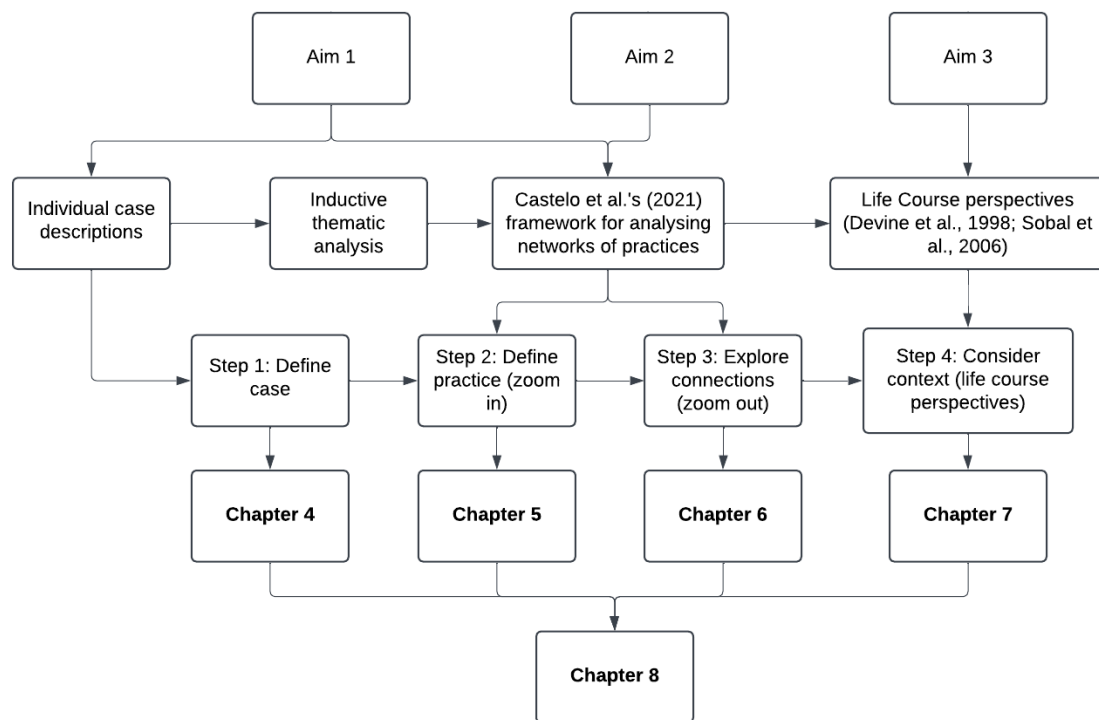 Aim 1
Aim 2
Aim 3
Individual case
descriptions
Inductive
thematic
analysis
Castelo et al.'s (2021)
framework for analysing
networks of practices
Life Course perspectives
(Devine et al., 1998; Sobal et
al., 2006)
Step 1: Define
case
Step 2: Define
practice (zoom
in)
Step 3: Explore
connections
(zoom out)
Step 4: Consider
context (life course
perspectives)
Chapter 4
Chapter 5
Chapter 6
Chapter 7
Chapter 8